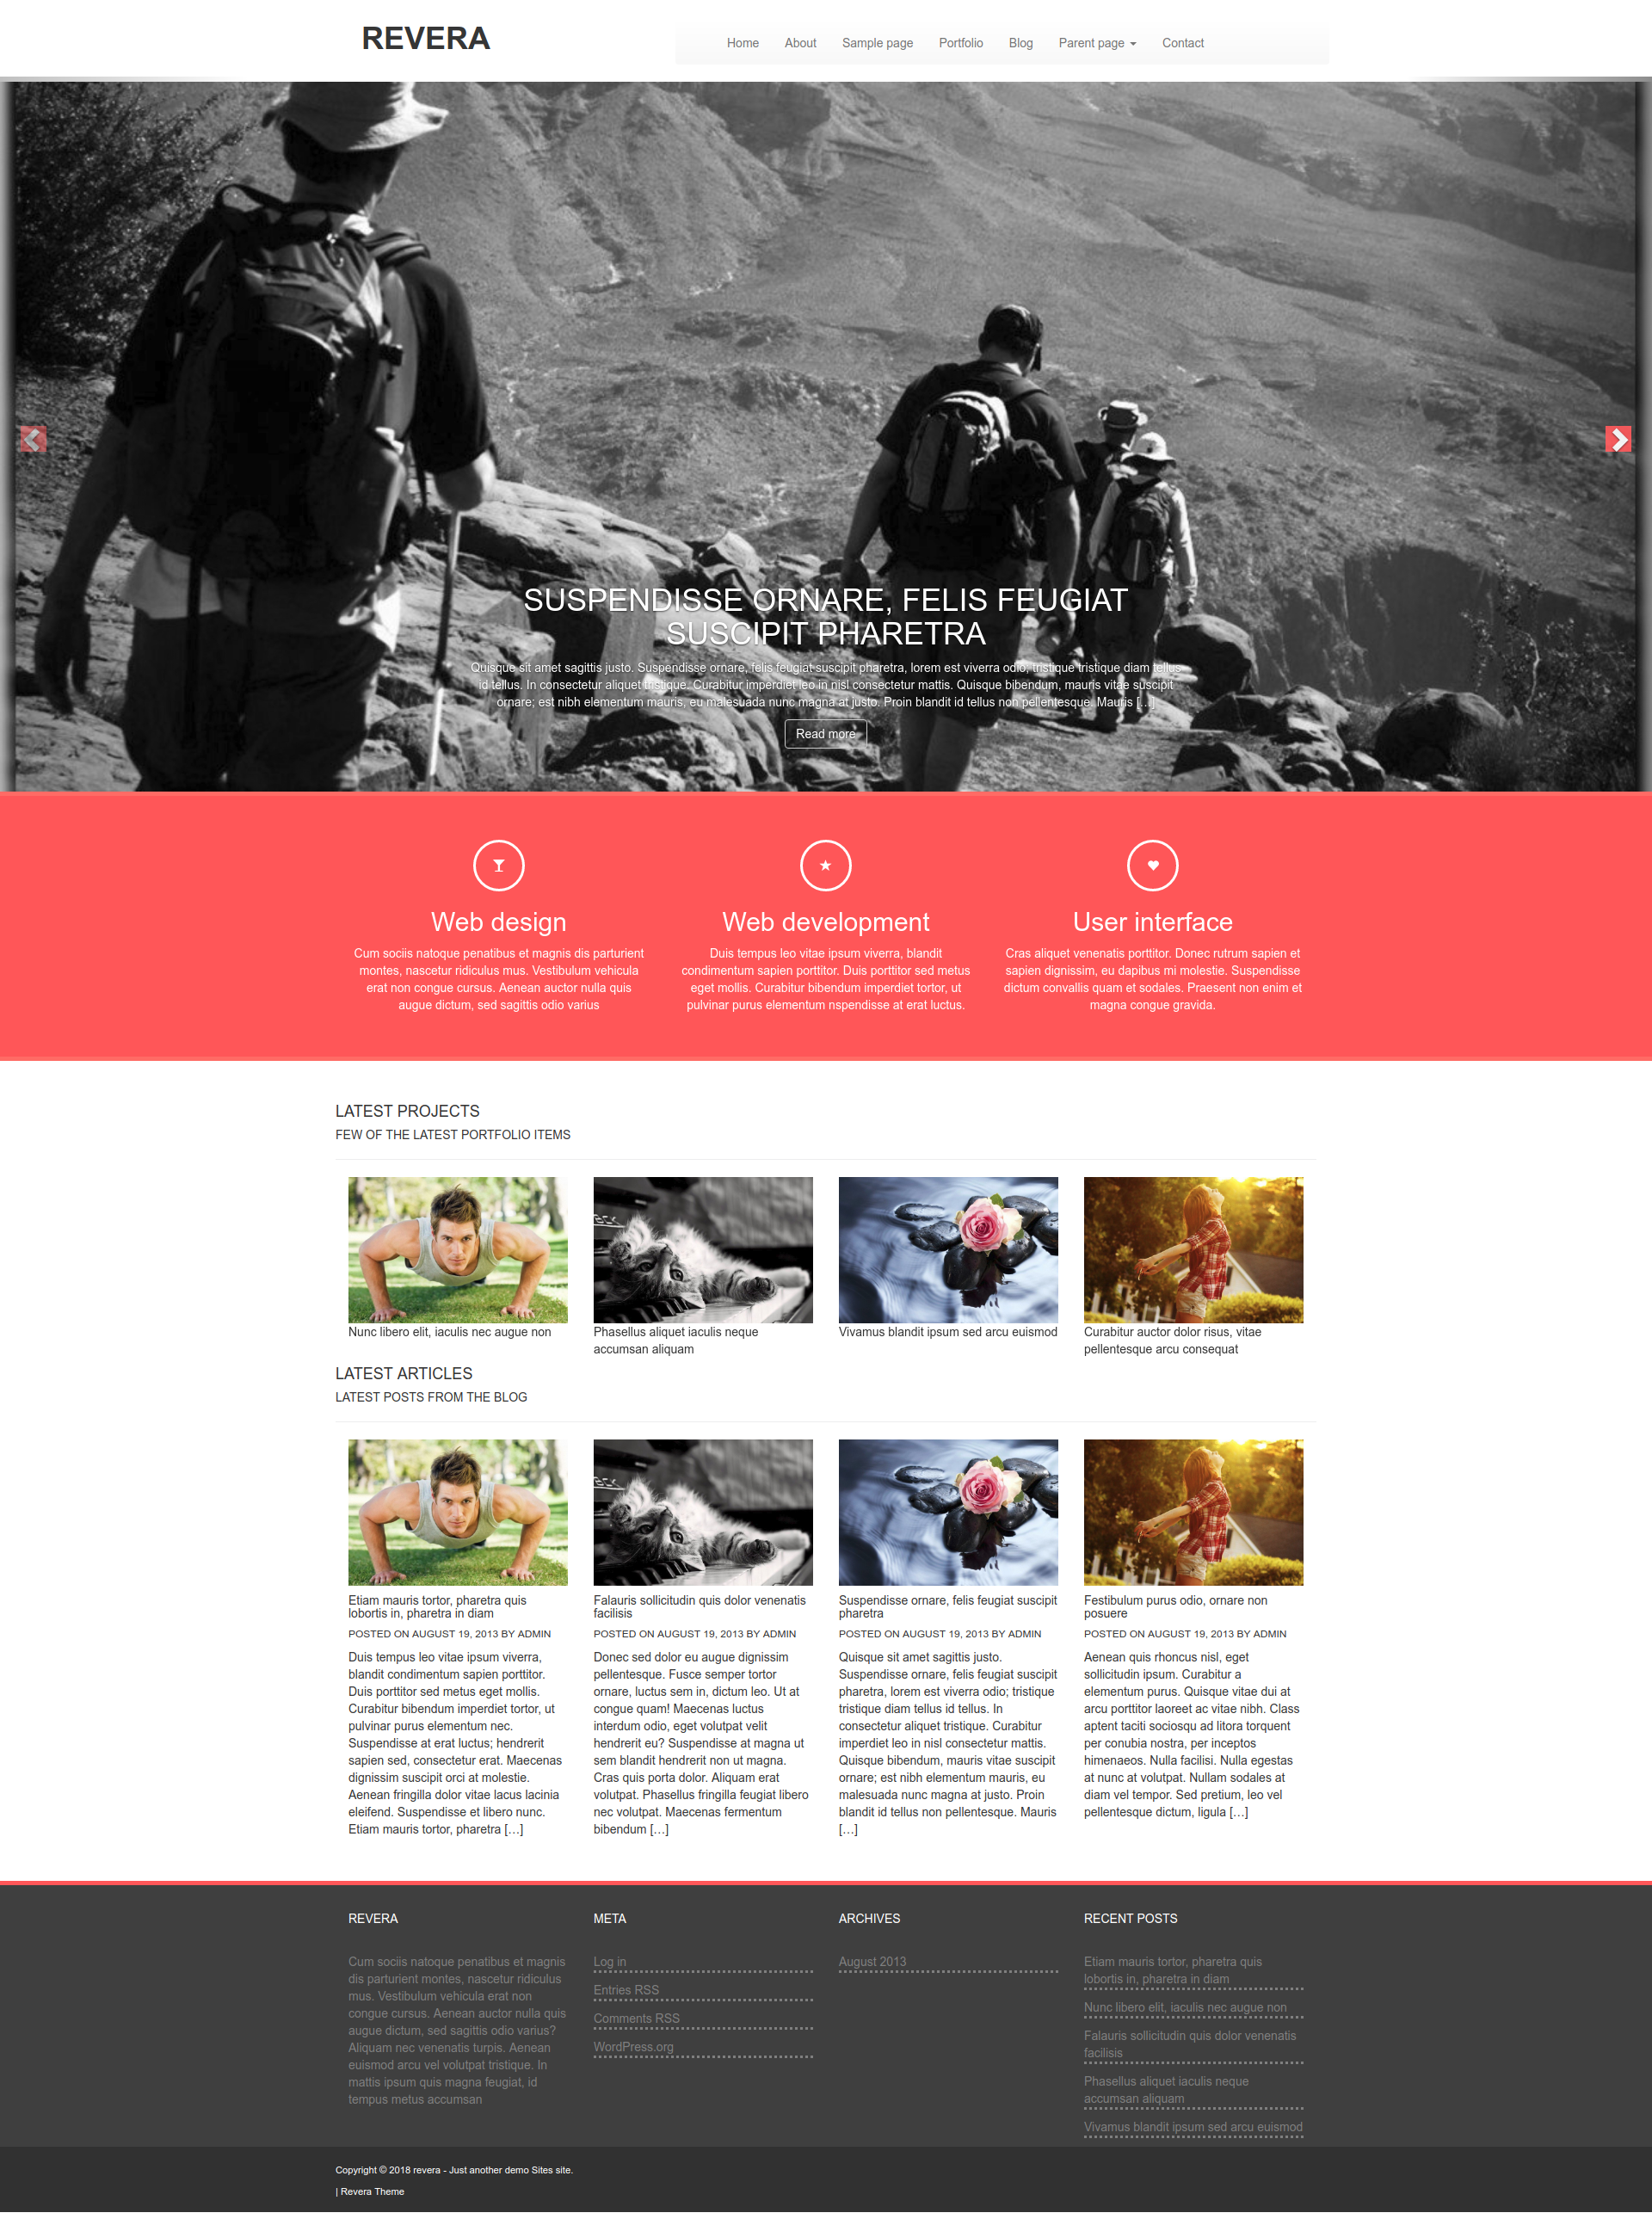 REVERA
Home About Sample page Portfolio Blog Parent page Contact
SUSPENDISSE ORNARE, FELIS FEUGIAT
SUSCIPIT PHARETRA
Quisque sit amet sagittis justo. Suspendisse ornare, felis feugiat suscipit pharetra, lorem est viverra odio, tristique tristique diam tellus
id tellus. In consectetur aliquet tristique. Curabitur imperdiet leo in nisl consectetur mattis. Quisque bibendum, mauris vitae suscipit
ornare; est nibh elementum mauris, eu malesuada nunc magna at justo. Proin blandit id tellus non pellentesque. Mauris […]
Read more
Web design
Cum sociis natoque penatibus et magnis dis parturient
montes, nascetur ridiculus mus. Vestibulum vehicula
erat non congue cursus. Aenean auctor nulla quis
augue dictum, sed sagittis odio varius
Web development
Duis tempus leo vitae ipsum viverra, blandit
condimentum sapien porttitor. Duis porttitor sed metus
eget mollis. Curabitur bibendum imperdiet tortor, ut
pulvinar purus elementum nspendisse at erat luctus.
User interface
Cras aliquet venenatis porttitor. Donec rutrum sapien et
sapien dignissim, eu dapibus mi molestie. Suspendisse
dictum convallis quam et sodales. Praesent non enim et
magna congue gravida.
LATEST PROJECTS
FEW OF THE LATEST PORTFOLIO ITEMS
Nunc libero elit, iaculis nec augue non
Phasellus aliquet iaculis neque
accumsan aliquam
Vivamus blandit ipsum sed arcu euismod
Curabitur auctor dolor risus, vitae
pellentesque arcu consequat
LATEST ARTICLES
LATEST POSTS FROM THE BLOG
Etiam mauris tortor, pharetra quis
lobortis in, pharetra in diam
POSTED ON AUGUST 19, 2013 BY ADMIN
Duis tempus leo vitae ipsum viverra,
blandit condimentum sapien porttitor.
Duis porttitor sed metus eget mollis.
Curabitur bibendum imperdiet tortor, ut
pulvinar purus elementum nec.
Suspendisse at erat luctus; hendrerit
sapien sed, consectetur erat. Maecenas
dignissim suscipit orci at molestie.
Aenean fringilla dolor vitae lacus lacinia
eleifend. Suspendisse et libero nunc.
Etiam mauris tortor, pharetra […]
Falauris sollicitudin quis dolor venenatis
facilisis
POSTED ON AUGUST 19, 2013 BY ADMIN
Donec sed dolor eu augue dignissim
pellentesque. Fusce semper tortor
ornare, luctus sem in, dictum leo. Ut at
congue quam! Maecenas luctus
interdum odio, eget volutpat velit
hendrerit eu? Suspendisse at magna ut
sem blandit hendrerit non ut magna.
Cras quis porta dolor. Aliquam erat
volutpat. Phasellus fringilla feugiat libero
nec volutpat. Maecenas fermentum
bibendum […]
Suspendisse ornare, felis feugiat suscipit
pharetra
POSTED ON AUGUST 19, 2013 BY ADMIN
Quisque sit amet sagittis justo.
Suspendisse ornare, felis feugiat suscipit
pharetra, lorem est viverra odio; tristique
tristique diam tellus id tellus. In
consectetur aliquet tristique. Curabitur
imperdiet leo in nisl consectetur mattis.
Quisque bibendum, mauris vitae suscipit
ornare; est nibh elementum mauris, eu
malesuada nunc magna at justo. Proin
blandit id tellus non pellentesque. Mauris
[…]
Festibulum purus odio, ornare non
posuere
POSTED ON AUGUST 19, 2013 BY ADMIN
Aenean quis rhoncus nisl, eget
sollicitudin ipsum. Curabitur a
elementum purus. Quisque vitae dui at
arcu porttitor laoreet ac vitae nibh. Class
aptent taciti sociosqu ad litora torquent
per conubia nostra, per inceptos
himenaeos. Nulla facilisi. Nulla egestas
at nunc at volutpat. Nullam sodales at
diam vel tempor. Sed pretium, leo vel
pellentesque dictum, ligula […]
REVERA
Cum sociis natoque penatibus et magnis
dis parturient montes, nascetur ridiculus
mus. Vestibulum vehicula erat non
congue cursus. Aenean auctor nulla quis
augue dictum, sed sagittis odio varius?
Aliquam nec venenatis turpis. Aenean
euismod arcu vel volutpat tristique. In
mattis ipsum quis magna feugiat, id
tempus metus accumsan
META
Log in
Entries RSS
Comments RSS
WordPress.org
ARCHIVES
August 2013
RECENT POSTS
Etiam mauris tortor, pharetra quis
lobortis in, pharetra in diam
Nunc libero elit, iaculis nec augue non
Falauris sollicitudin quis dolor venenatis
facilisis
Phasellus aliquet iaculis neque
accumsan aliquam
Vivamus blandit ipsum sed arcu euismod
Copyright © 2018 revera - Just another demo Sites site.
| Revera Theme